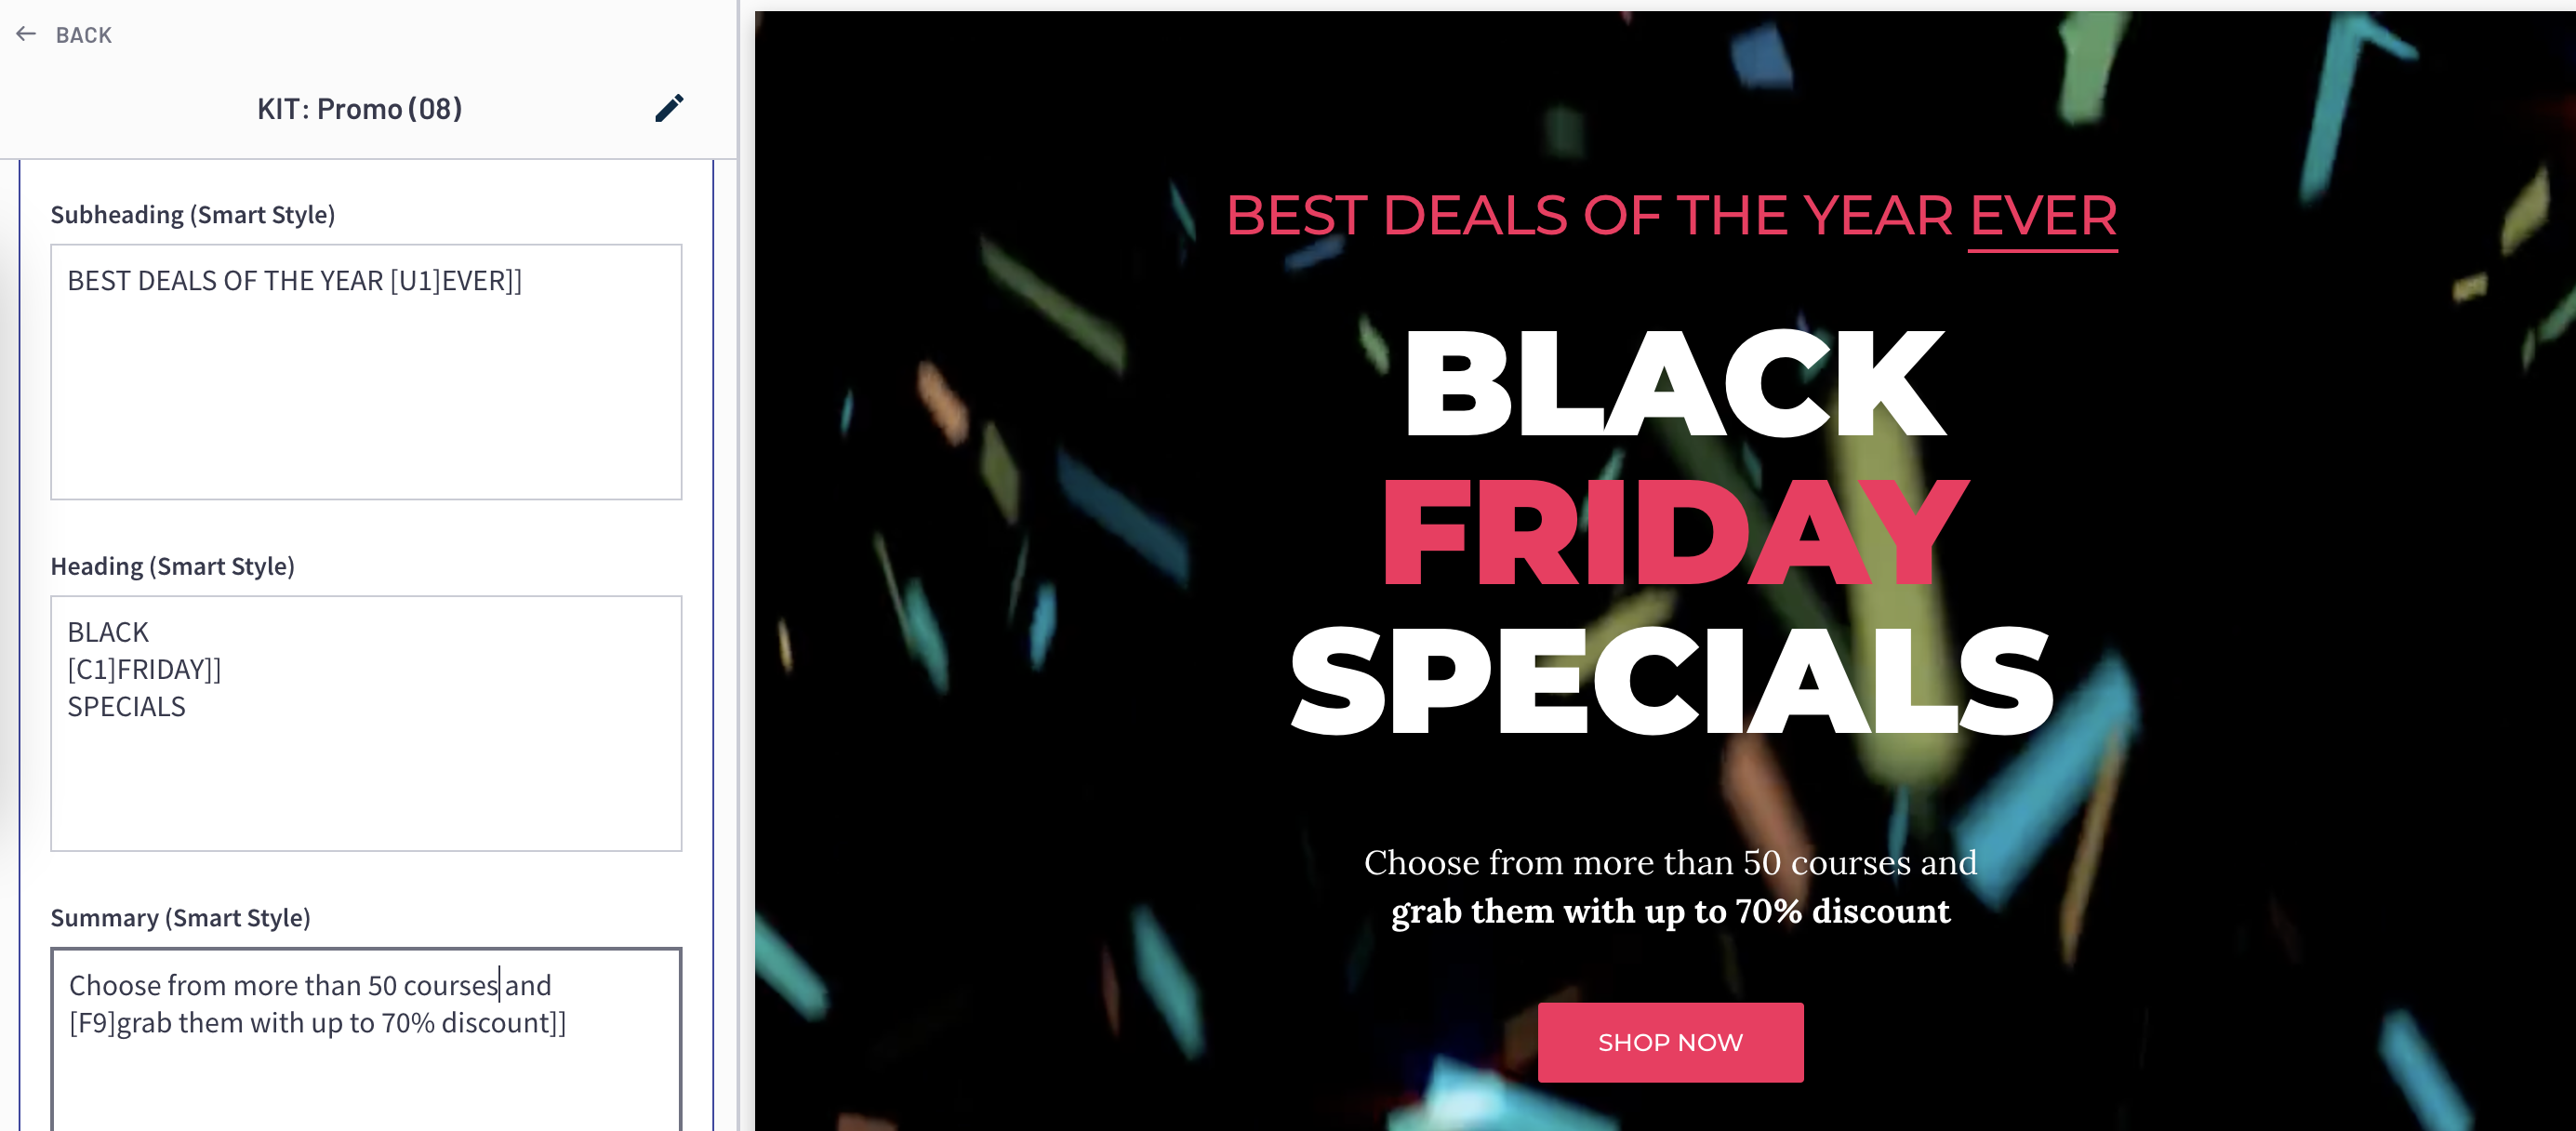 BACK
KIT: Promo (08)
Subheading (Smart Style)
BEST DEALS OF THE YEAR [U1]EVER]]
Heading (Smart Style)
BLACK
[C1]FRIDAY]]
SPECIALS
Summary (Smart Style)
Choose from more than 50 courses and
[F9]grab them with up to 70% discount]]
BEST DEALS OF THE YEAR EVER
BLACK
FRIDAY
SPECIALS
Choose from more than 50 courses and
grab them with up to 70% discount
SHOP NOW